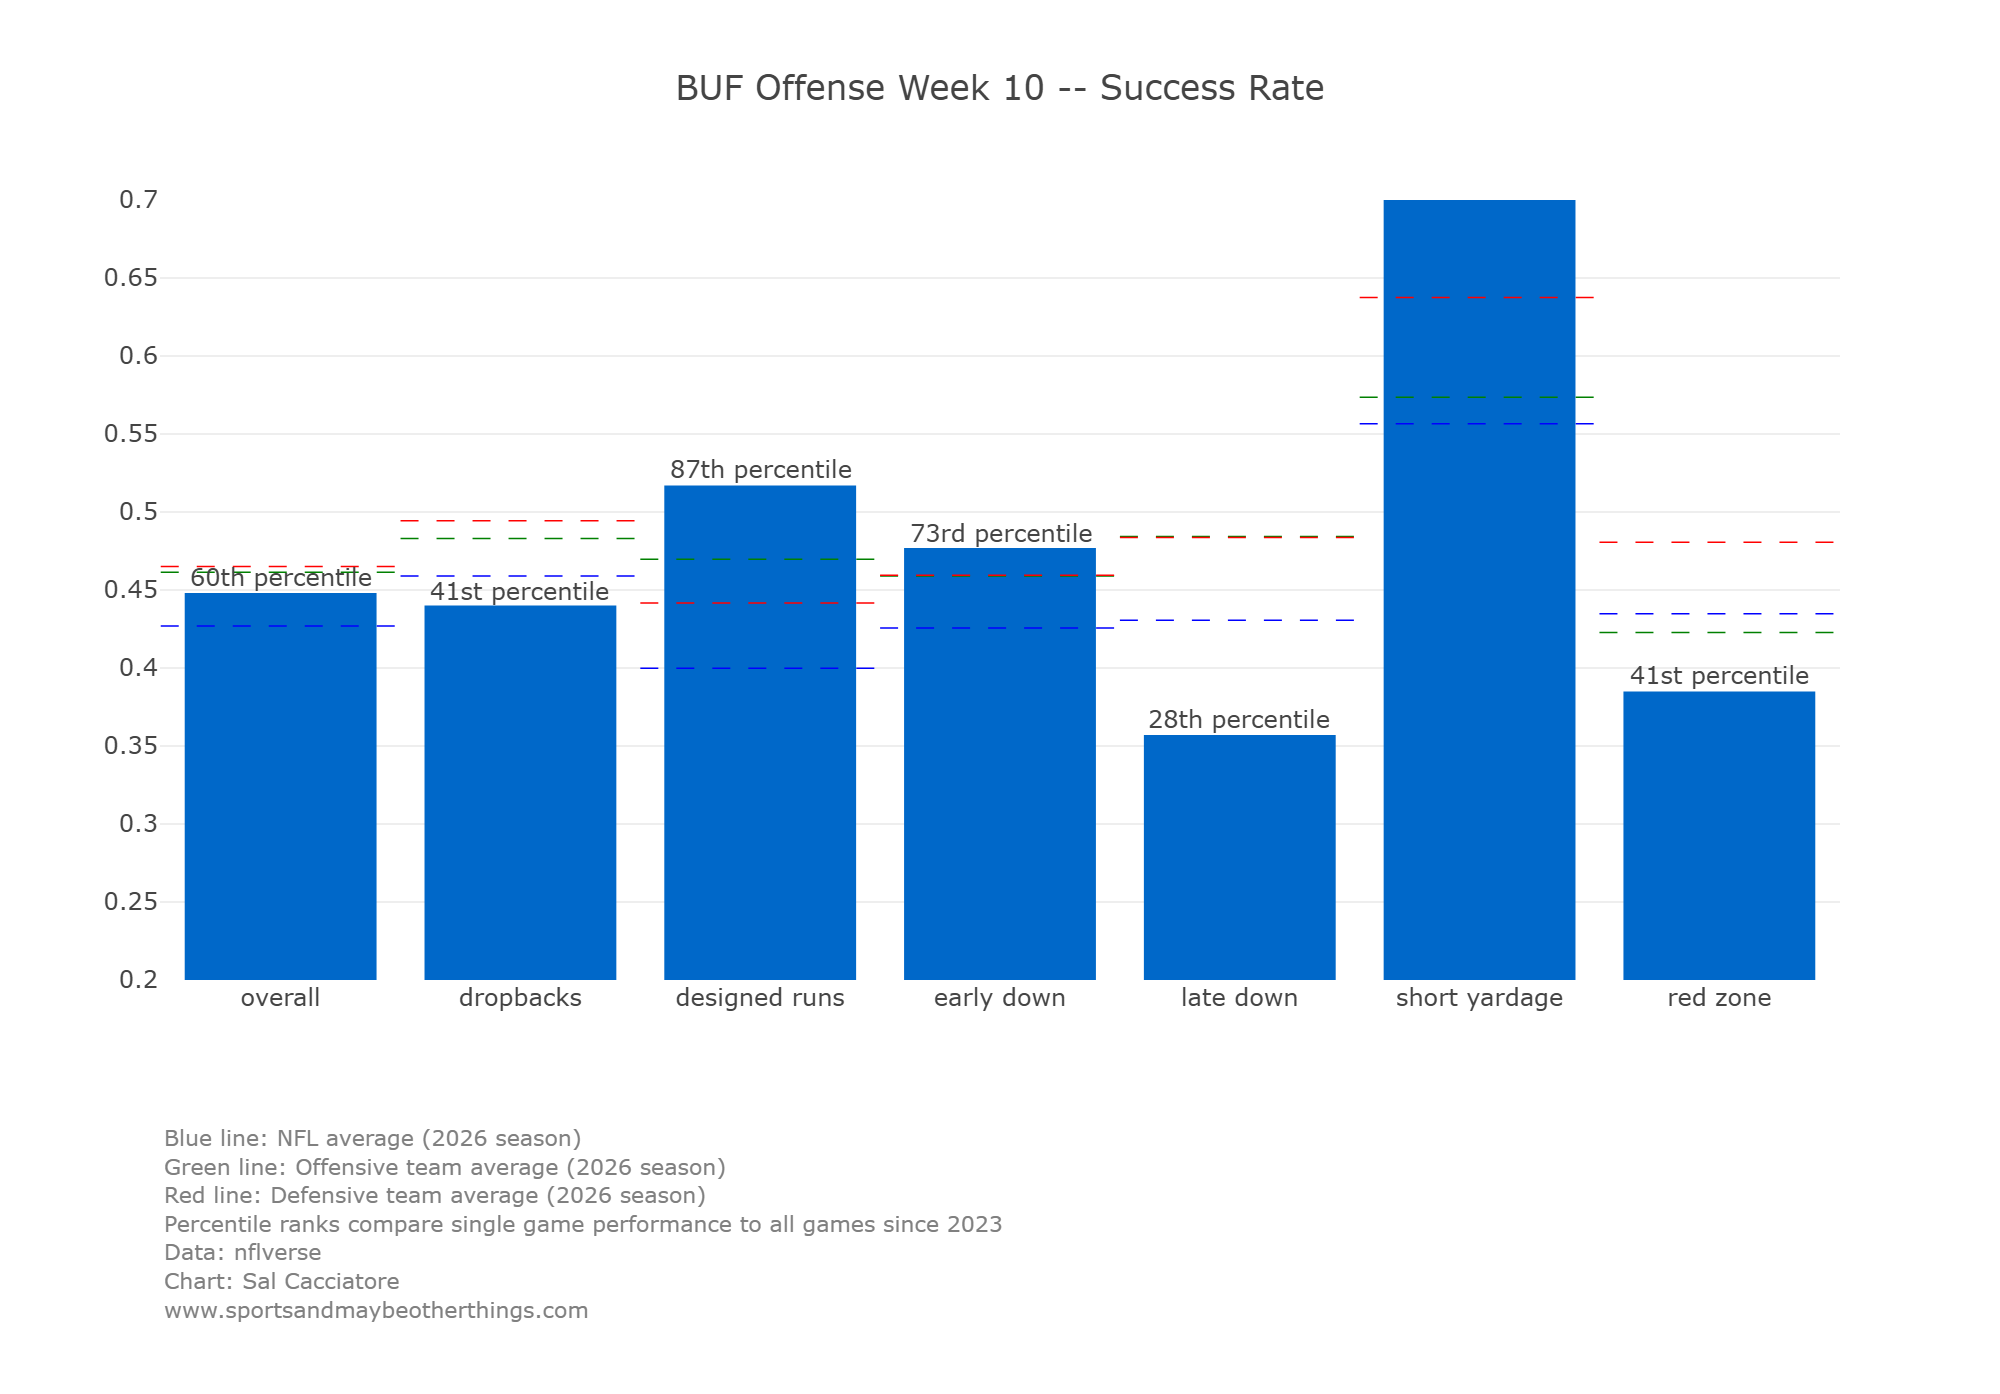 BUF Offense Week 10 -- Success Rate
0.7
0.65
0.6
0.55
0.5
0.45
0.4
0.35
0.3
0.25
0.2
60th percentile
41st percentile
87th percentile
73rd percentile
28th percentile
41st percentile
overall
dropbacks
designed runs
early down
late down
short yardage
red zone
Blue line: NFL average (2026 season)
Green line: Offensive team average (2026 season)
Red line: Defensive team average (2026 season)
Percentile ranks compare single game performance to all games since 2023
Data: nflverse
Chart: Sal Cacciatore
www.sportsandmaybeotherthings.com